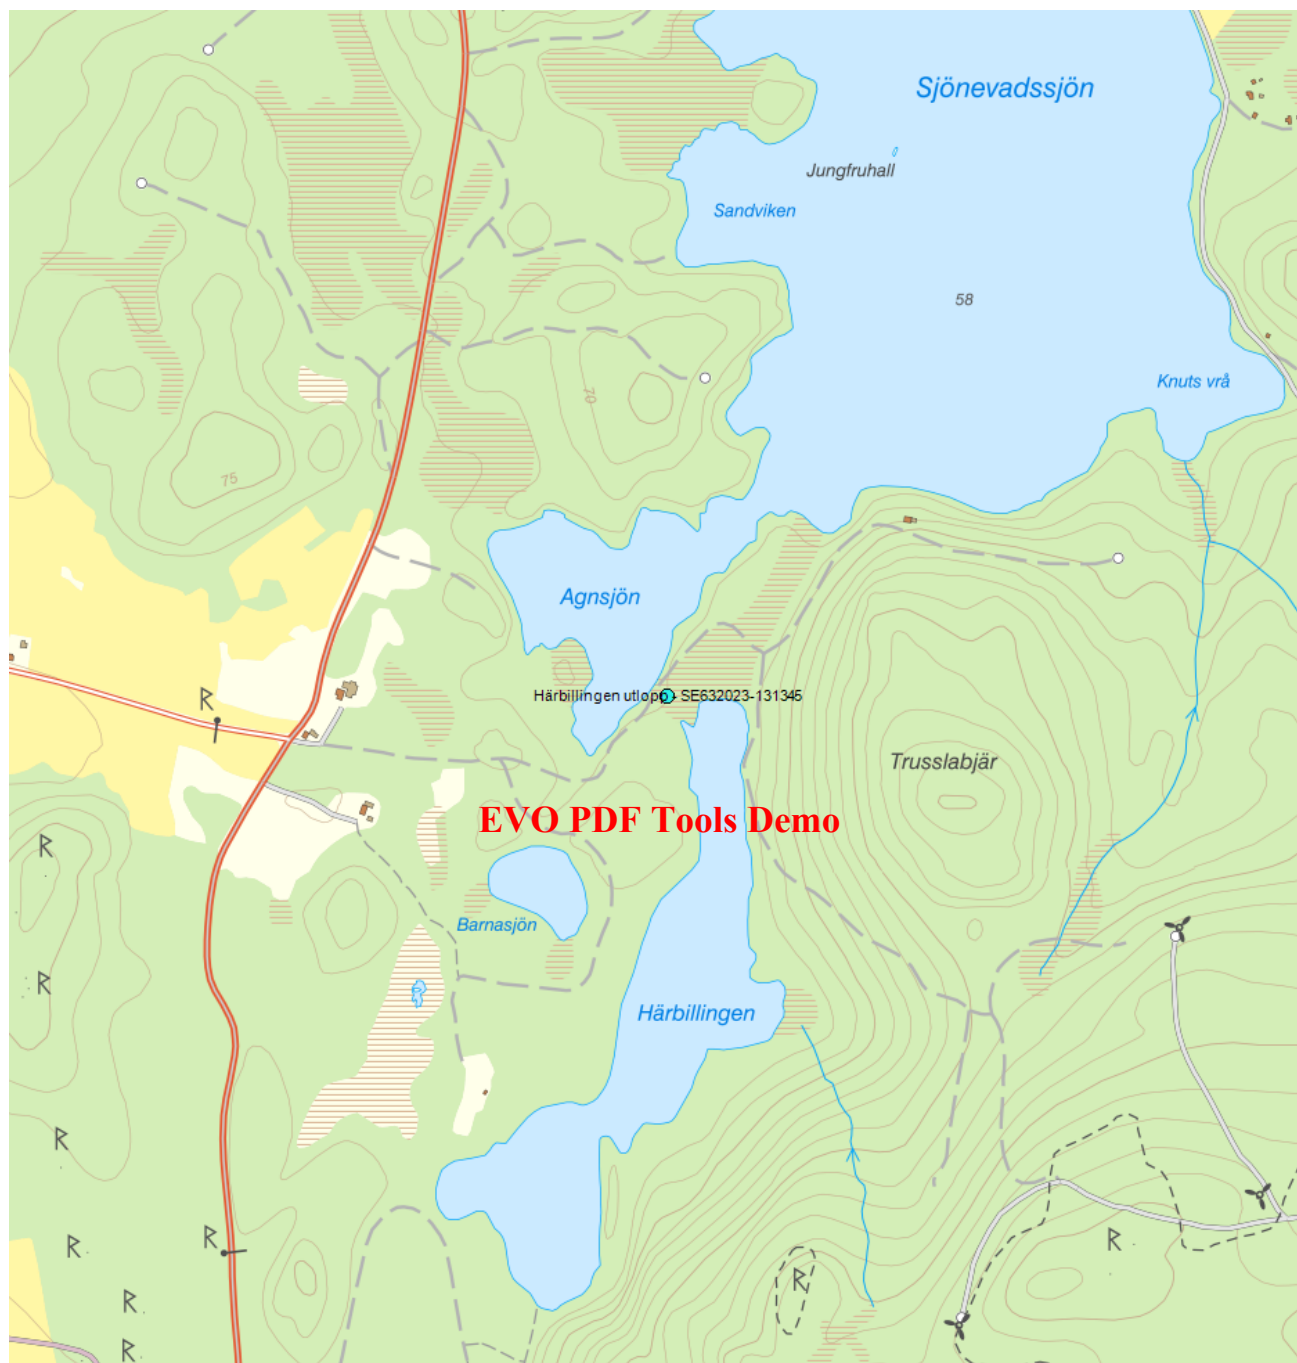 Sjönevadssjön
Jungfruhall
Sandviken
58
Knuts vrå
70
75
Agnsjön
Härbillingen utlopp - SE632023-131345
R
Trusslabjär
EVO PDF Tools Demo
R
Barnasjön
R
Härbillingen
R
R
R
R
R
R
R